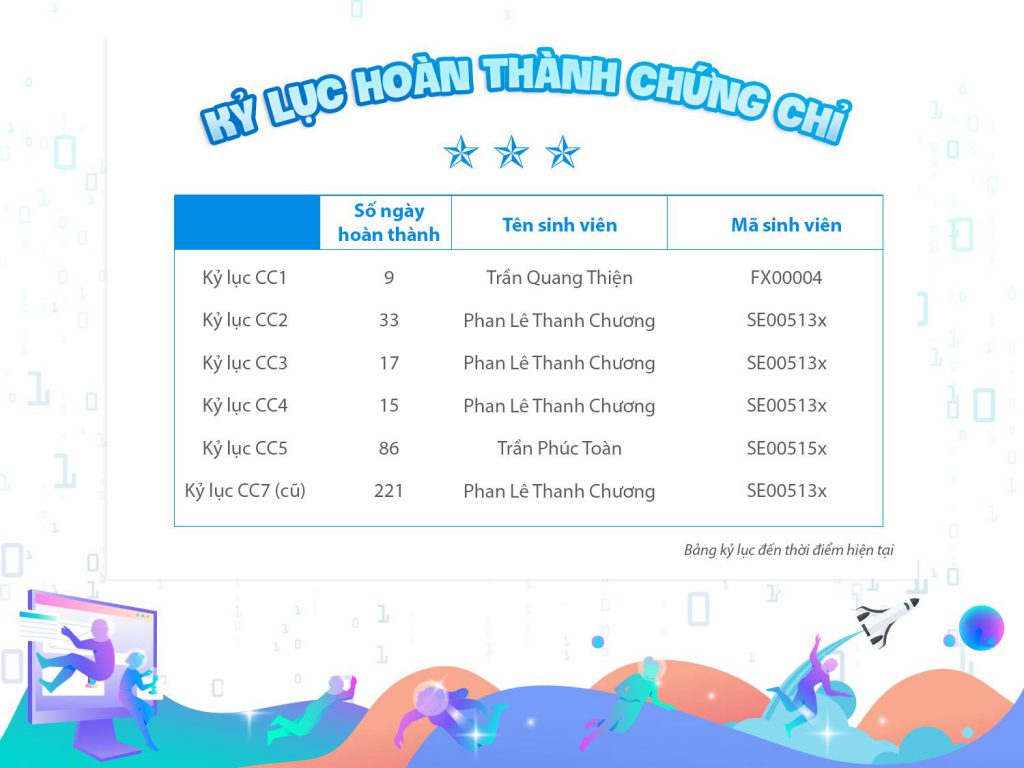 KỶ LỤC HOÀN THÀNH CHỨNG CHỈ
Số ngày
hoàn thành
Tên sinh viên
Mã sinh viên
Kỷ lục CC1 9 Trần Quang Thiện FX00004
Kỷ lục CC2 33 Phan Lê Thanh Chương SE00513x
Kỷ lục CC3 17 Phan Lê Thanh Chương SE00513x
Kỷ lục CC4 15 Phan Lê Thanh Chương SE00513x
Kỷ lục CC5 86 Trần Phúc Toàn SE00515x
Kỷ lục CC7 (cũ) 221 Phan Lê Thanh Chương SE00513x
Bảng kỷ lục đến thời điểm hiện tại